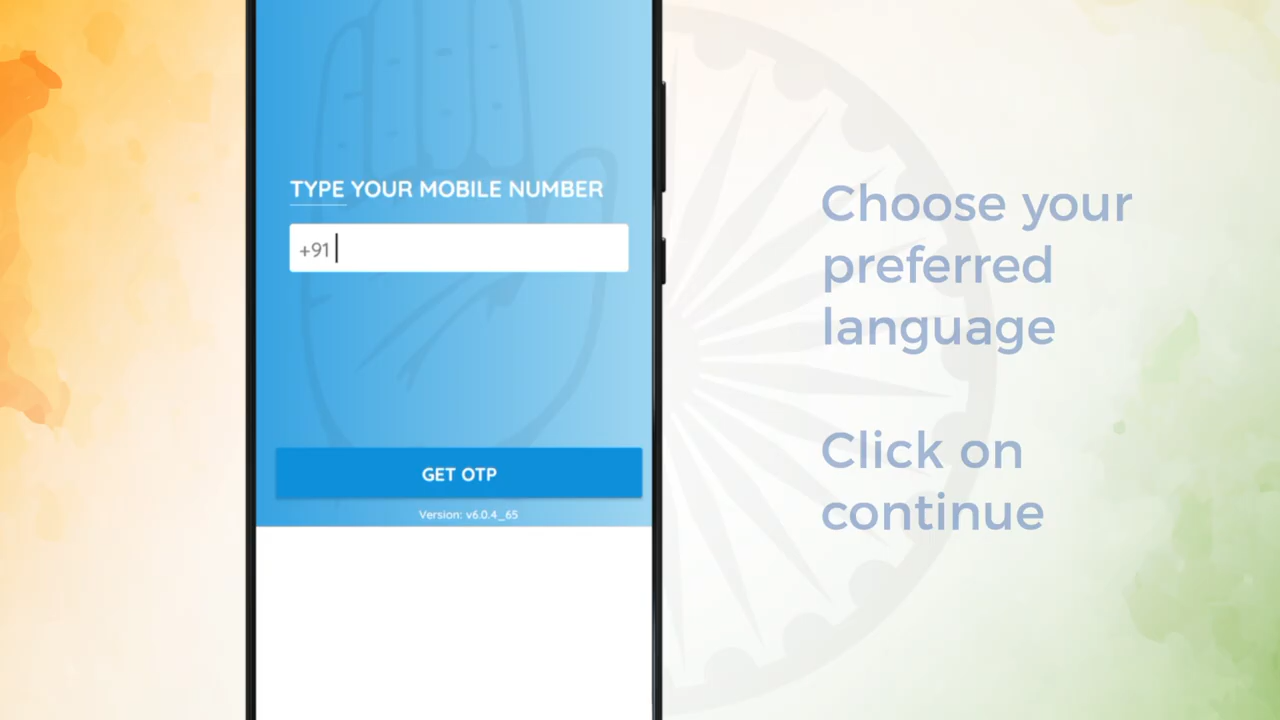 TYPE YOUR MOBILE NUMBER
+91
GET OTP
Version: v6.0.4_65
Choose your
preferred
language
Click on
continue